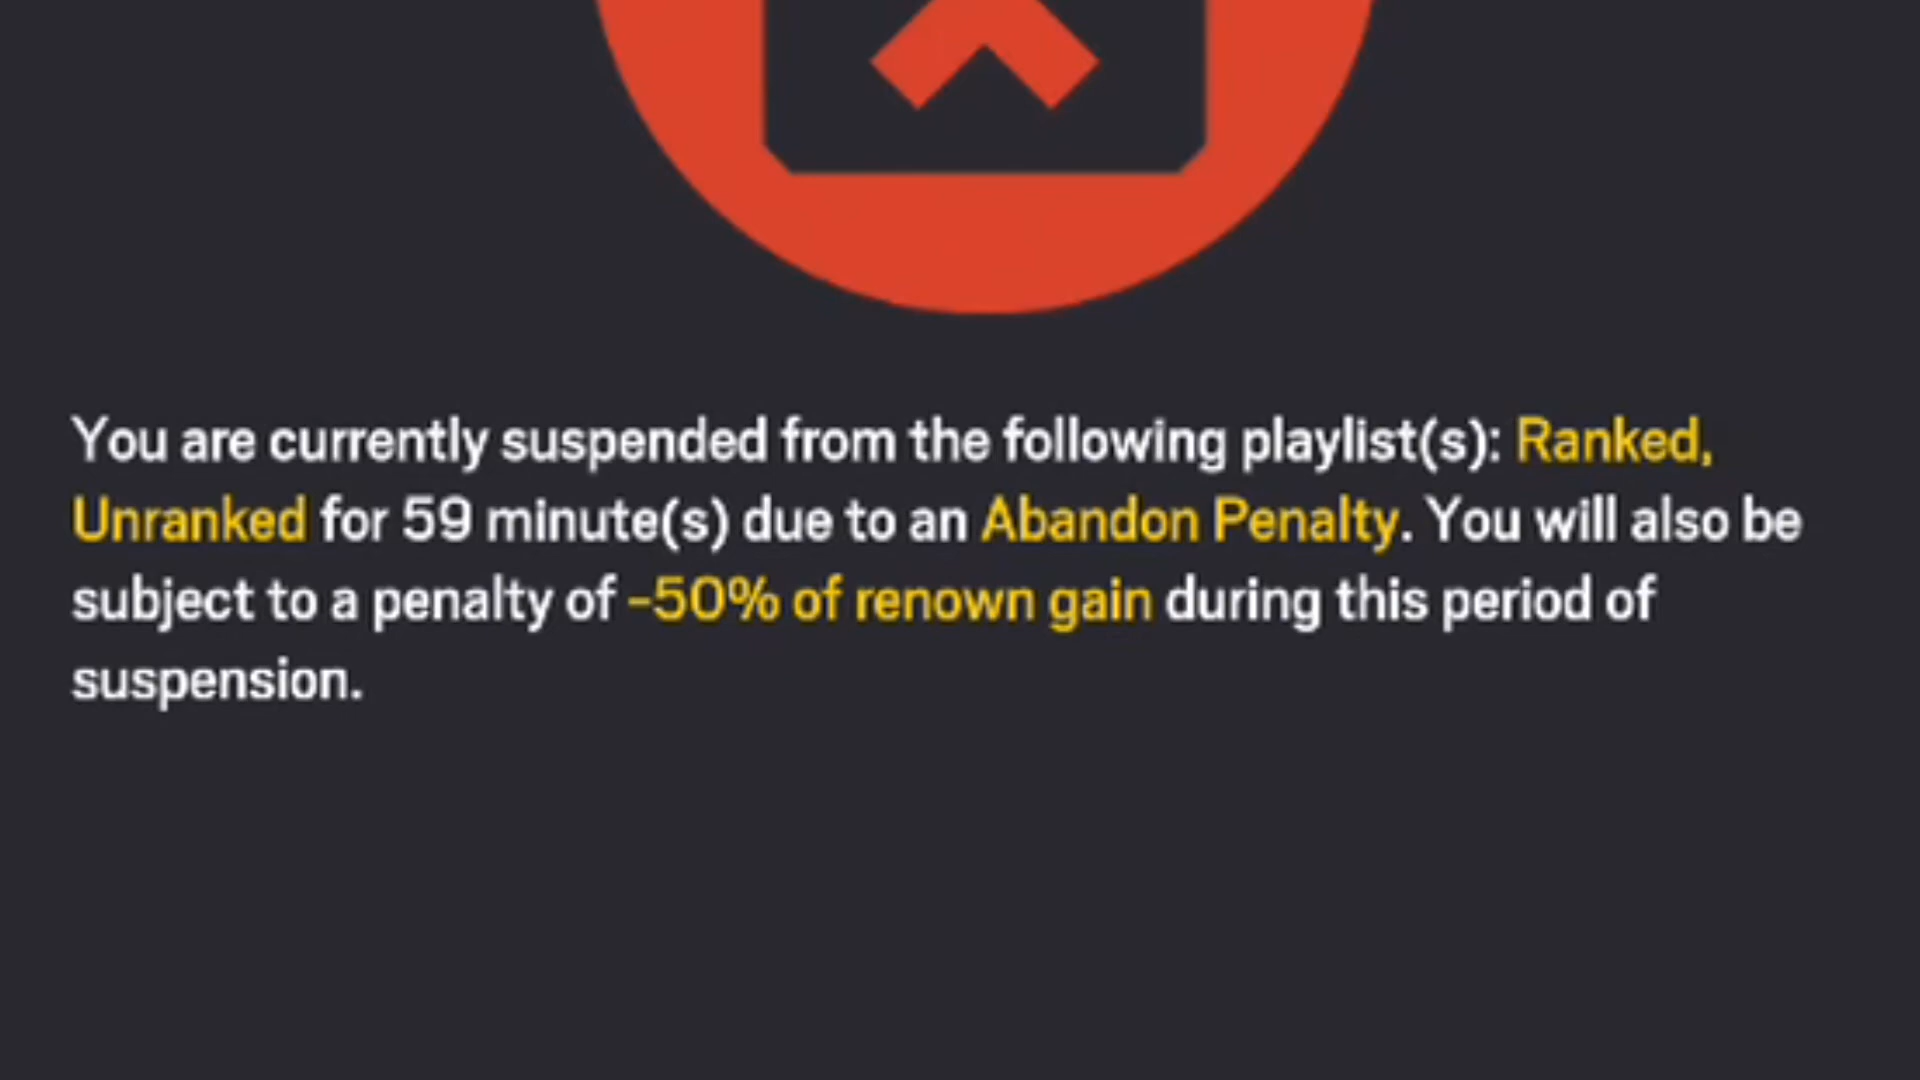 You are currently suspended from the following playlist(s): Ranked,
Unranked for 59 minute(s) due to an Abandon Penalty. You will also be
subject to a penalty of -50% of renown gain during this period of
suspension.